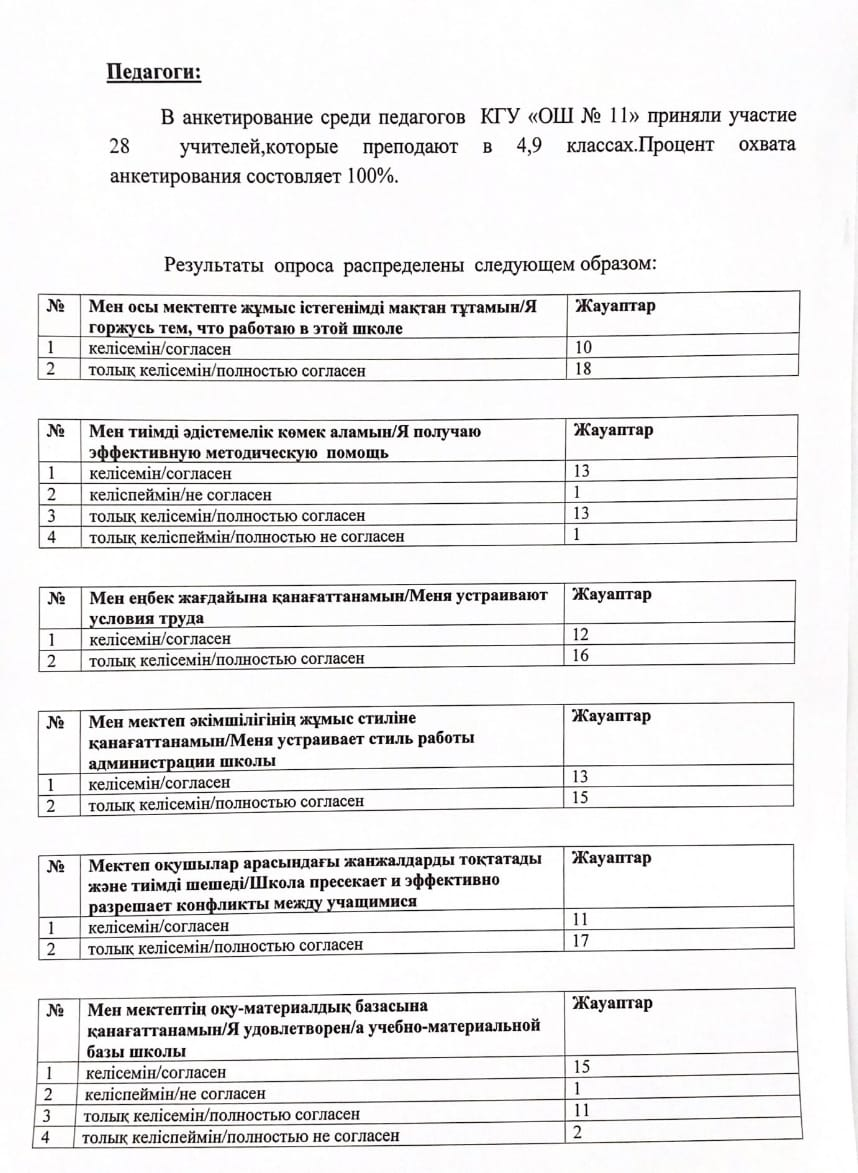 Педагоги:
В анкетирование среди педагогов КГУ «ОШ № 11» приняли участие
28 учителей,которые преподают в 4,9 классах.Процент охвата
анкетирования состовляет 100%.
Результаты опроса распределены следующем образом:
№ Мен осы мектепте жұмыс істегенімді мақтан тұтамын/Я Жауаптар
горжусь тем, что работаю в этой школе
1 келісемін/согласен 10
2 толық келісемін/полностью согласен 18
№ Мен тиімді әдістемелік көмек аламын/Я получаю Жауаптар
эффективную методическую помощь
1 келісемін/согласен 13
2 келіспеймін/не согласен 1
3 толық келісемін/полностью согласен 13
4 толық келіспеймін/полностью не согласен 1
№ Мен еңбек жағдайына қанағаттанамын/Меня устраивают Жауаптар
условия труда
1 келісемін/согласен 12
2 толық келісемін/полностью согласен 16
№ Мен мектеп әкімшілігінің жұмыс стиліне Жауаптар
қанағаттанамын/Меня устраивает стиль работы
администрации школы
1 келісемін/согласен 13
2 толық келісемін/полностью согласен 15
№ Мектеп оқушылар арасындағы жанжалдарды тоқтатады Жауаптар
және тиімді шешеді/Школа пресекает и эффективно
разрешает конфликты между учащимися
1 келісемін/согласен 11
2 толық келісемін/полностью согласен 17
№ Мен мектептің оқу-материалдық базасына Жауаптар
қанағаттанамын/Я удовлетворен/а учебно-материальной
базы школы
1 келісемін/согласен 15
2 келіспеймін/не согласен 1
3 толық келісемін/полностью согласен 11
4 толық келіспеймін/полностью не согласен 2